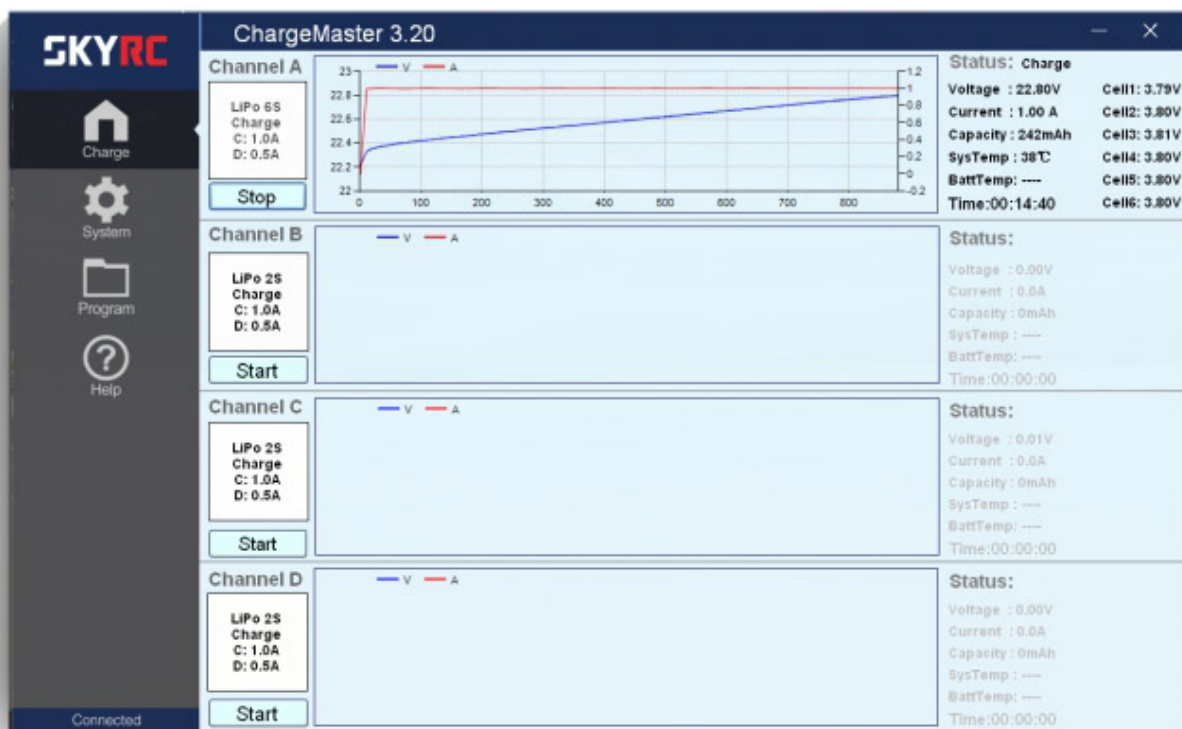 SKYRC
ChargeMaster 3.20
Charge
System
Program
Help
Connected
Channel A
LiPo 6S
Charge
C: 1.0A
D: 0.5A
Stop
V A
23
22.8
22.6
22.4
22.2
22
0 100 200 300 400 500 600 700 800
1.2
1
0.8
0.6
0.4
0.2
0
-0.2
Status: Charge
Voltage : 22.80V Cell1: 3.79V
Current : 1.00 A Cell2: 3.80V
Capacity : 242mAh Cell3: 3.81V
SysTemp : 38℃ Cell4: 3.80V
BattTemp: ---- Cell5: 3.80V
Time:00:14:40 Cell6: 3.80V
Channel B
LiPo 2S
Charge
C: 1.0A
D: 0.5A
Start
V A
Status:
Voltage : 0.00V
Current : 0.0A
Capacity : 0mAh
SysTemp : ----
BattTemp: ----
Time:00:00:00
Channel C
LiPo 2S
Charge
C: 1.0A
D: 0.5A
Start
V A
Status:
Voltage : 0.01V
Current : 0.0A
Capacity : 0mAh
SysTemp : ----
BattTemp: ----
Time:00:00:00
Channel D
LiPo 2S
Charge
C: 1.0A
D: 0.5A
Start
V A
Status:
Voltage : 0.00V
Current : 0.0A
Capacity : 0mAh
SysTemp : ----
BattTemp: ----
Time:00:00:00